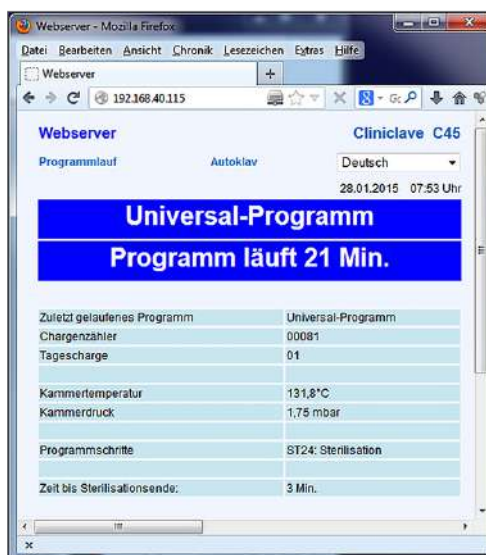 Webserver - Mozilla Firefox
Datei Bearbeiten Ansicht Chronik Lesezeichen Extras Hilfe
Webserver +
192.168.40.115
Webserver Cliniclave C45
Programmlauf Autoklav Deutsch
28.01.2015 07:53 Uhr
Universal-Programm
Programm läuft 21 Min.
Zuletzt gelaufenes Programm Universal-Programm
Chargenzähler 00081
Tagescharge 01
Kammertemperatur 131,8°C
Kammerdruck 1,75 mbar
Programmschritte ST24: Sterilisation
Zeit bis Sterilisationsende: 3 Min.